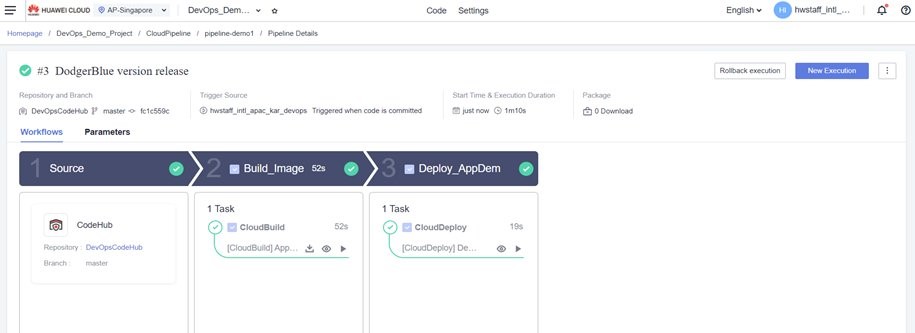 HUAWEI CLOUD AP-Singapore DevOps_Dem... Code Settings English HI hwstaff_intl_...
Homepage / DevOps_Demo_Project / CloudPipeline / pipeline-demo1 / Pipeline Details
#3 DodgerBlue version release Rollback execution New Execution
Repository and Branch Trigger Source Start Time & Execution Duration Package
DevOpsCodeHub master fc1c559c hwstaff_intl_apac_kar_devops Triggered when code is committed just now 1m10s 0 Download
Workflows Parameters
1 Source 2 Build_Image 52s 3 Deploy_AppDem
1 Task 1 Task
CodeHub CloudBuild 52s CloudDeploy 19s
Repository : DevOpsCodeHub [CloudBuild] App... [CloudDeploy] De...
Branch : master